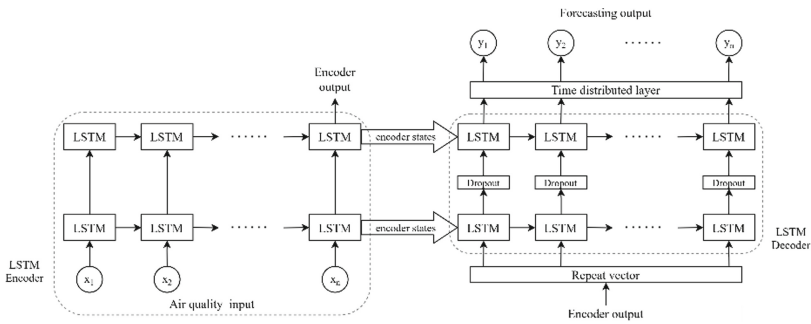 Forecasting output
y1
y2
······
yn
Time distributed layer
Encoder output
LSTM
LSTM
······
LSTM
encoder states
LSTM
LSTM
······
LSTM
Dropout
Dropout
Dropout
LSTM
LSTM
······
LSTM
encoder states
LSTM
LSTM
······
LSTM
LSTM
Encoder
LSTM
Decoder
x1
x2
xn
Air quality input
Repeat vector
Encoder output